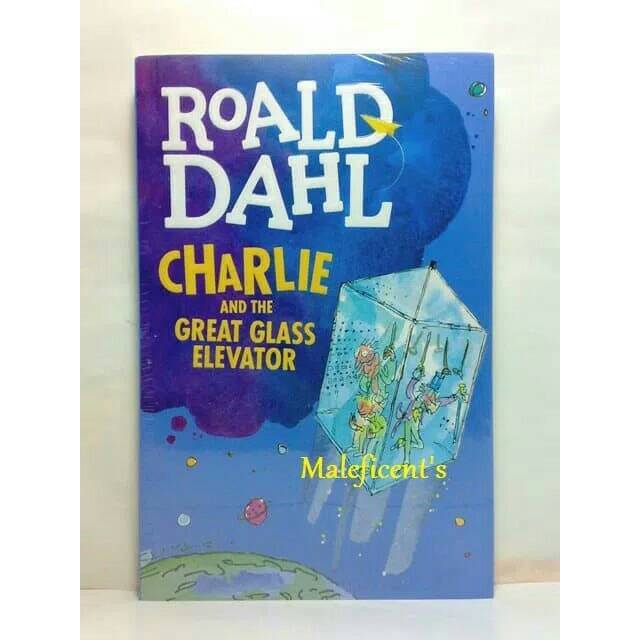 ROALD
DAHL
CHARLIE
AND THE
GREAT GLASS
ELEVATOR
Maleficent's